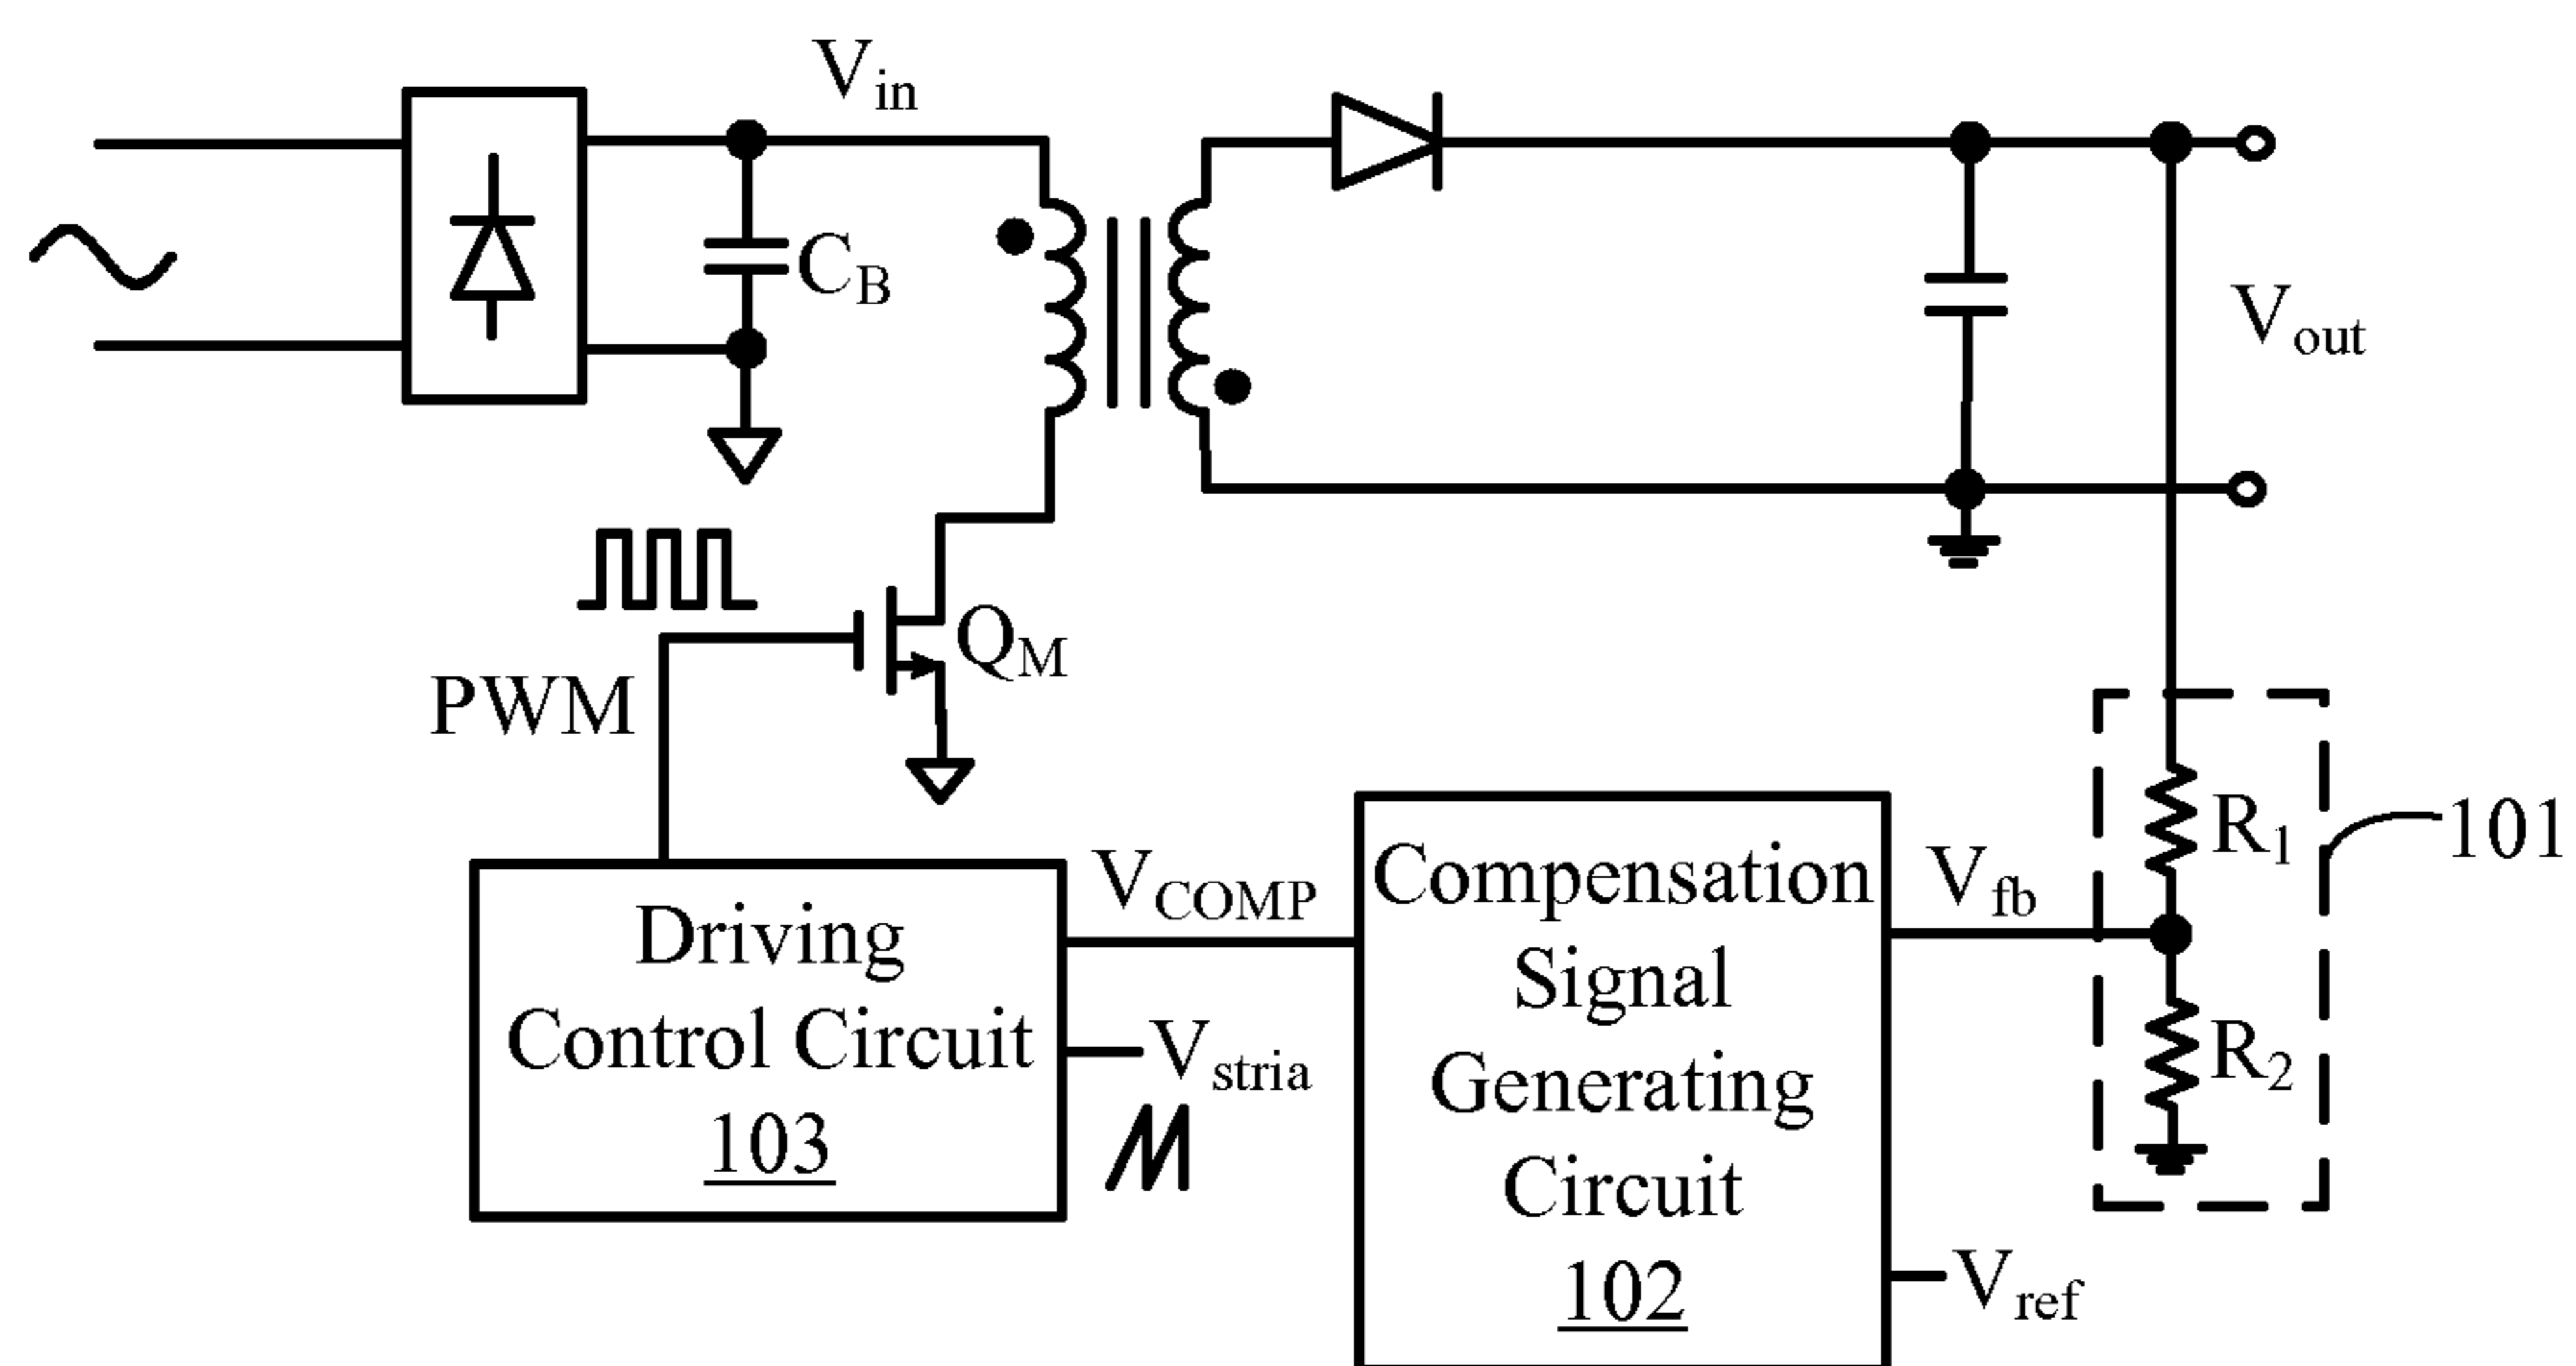 Vin
CB
Vout
QM
PWM
R1
101
VCOMP
Compensation
Signal
Generating
Circuit
102
Vfb
Driving
Control Circuit
103
Vstria
R2
Vref